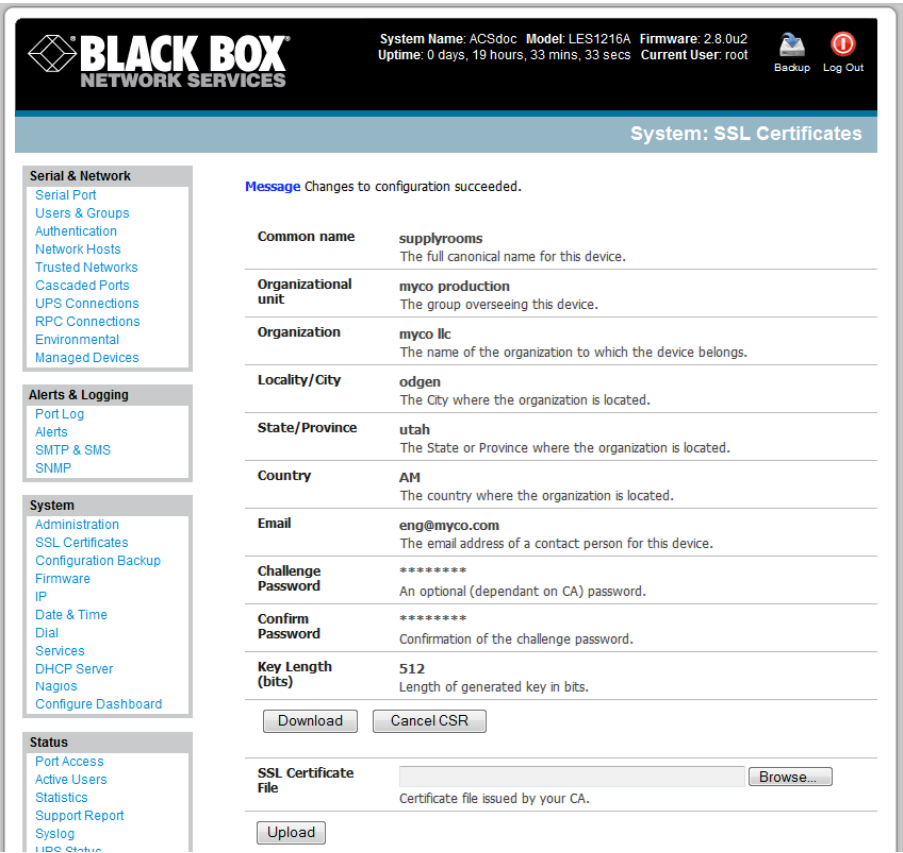 BLACK BOX®
NETWORK SERVICES
System Name: ACSdoc Model: LES1216A Firmware: 2.8.0u2
Uptime: 0 days, 19 hours, 33 mins, 33 secs Current User: root
Backup
Log Out
System: SSL Certificates
Serial & Network
Serial Port
Users & Groups
Authentication
Network Hosts
Trusted Networks
Cascaded Ports
UPS Connections
RPC Connections
Environmental
Managed Devices
Alerts & Logging
Port Log
Alerts
SMTP & SMS
SNMP
System
Administration
SSL Certificates
Configuration Backup
Firmware
IP
Date & Time
Dial
Services
DHCP Server
Nagios
Configure Dashboard
Status
Port Access
Active Users
Statistics
Support Report
Syslog
UPS Status
Message Changes to configuration succeeded.
Common name
supplyrooms
The full canonical name for this device.
Organizational
unit
myco production
The group overseeing this device.
Organization
myco llc
The name of the organization to which the device belongs.
Locality/City
odgen
The City where the organization is located.
State/Province
utah
The State or Province where the organization is located.
Country
AM
The country where the organization is located.
Email
eng@myco.com
The email address of a contact person for this device.
Challenge
Password
********
An optional (dependant on CA) password.
Confirm
Password
********
Confirmation of the challenge password.
Key Length
(bits)
512
Length of generated key in bits.
Download
Cancel CSR
SSL Certificate
File
Browse...
Certificate file issued by your CA.
Upload